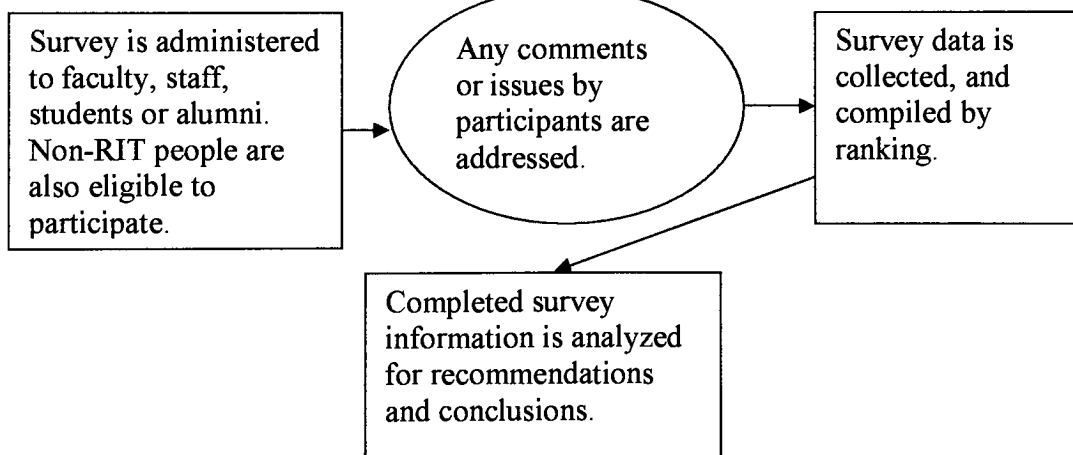 Survey is administered
to faculty, staff,
students or alumni.
Non-RIT people are
also eligible to
participate.
Any comments
or issues by
participants are
addressed.
Survey data is
collected, and
compiled by
ranking.
Completed survey
information is analyzed
for recommendations
and conclusions.